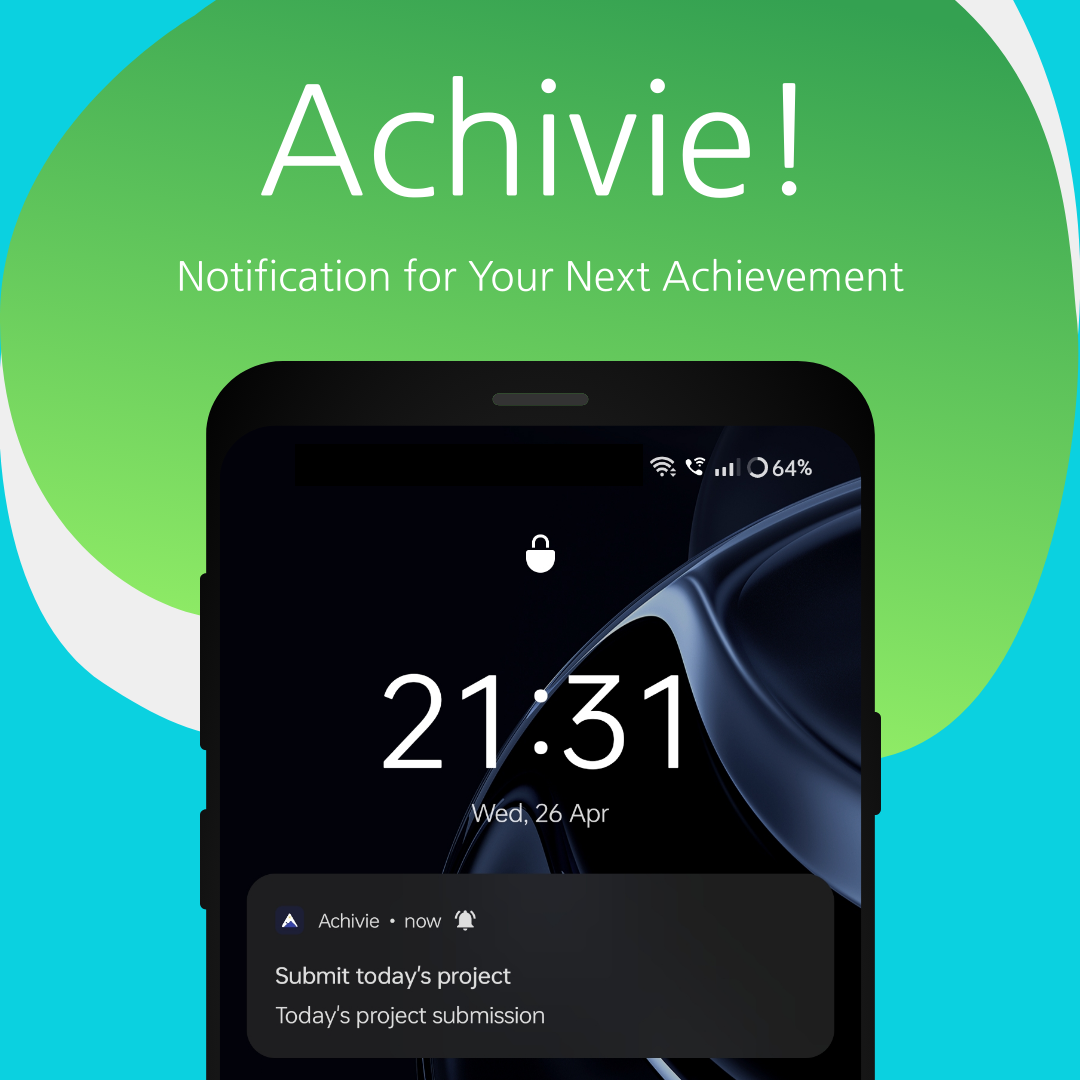 Achivie!
Notification for Your Next Achievement
64%
21:31
Wed, 26 Apr
Achivie • now
Submit today's project
Today's project submission